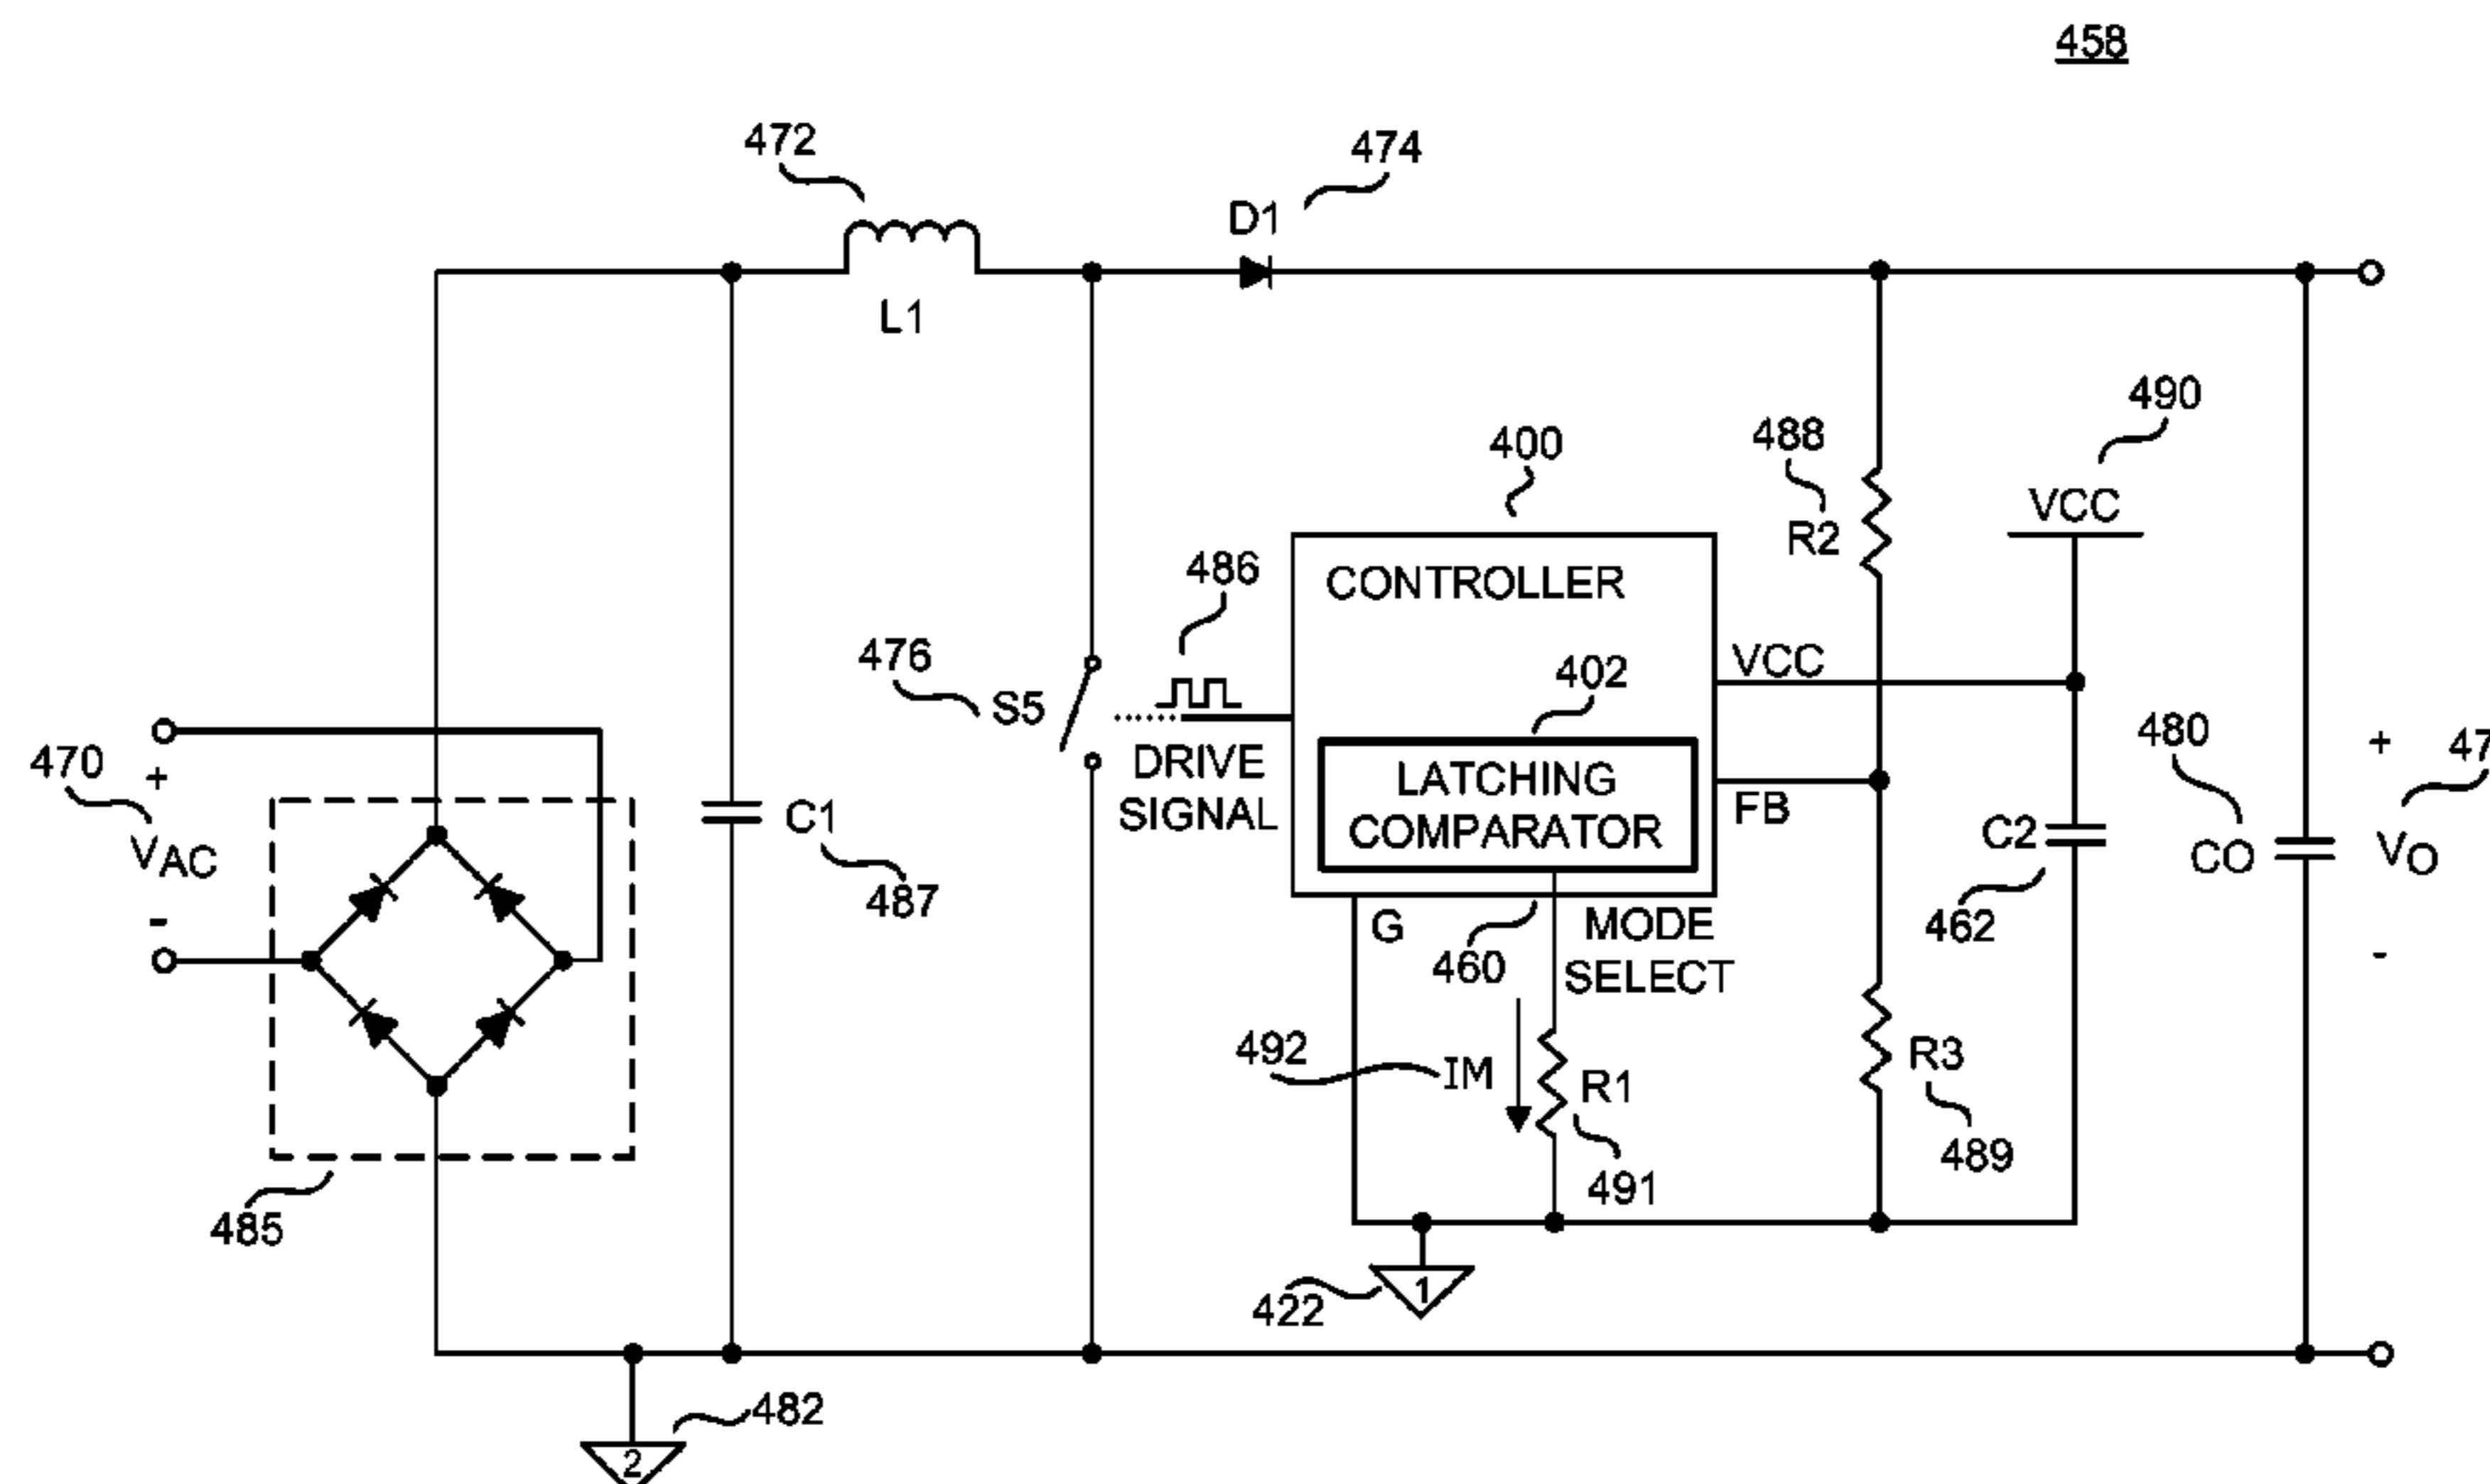 458
472
474
D1
L1
490
400
488
VCC
R2
CONTROLLER
486
476
S5
VCC
402
470
+
VAC
-
DRIVE
SIGNAL
LATCHING
COMPARATOR
FB
C1
487
480
+
47
C2
CO
VO
462
-
G
460
MODE
SELECT
492
IM
R1
491
R3
489
485
422
1
482
2